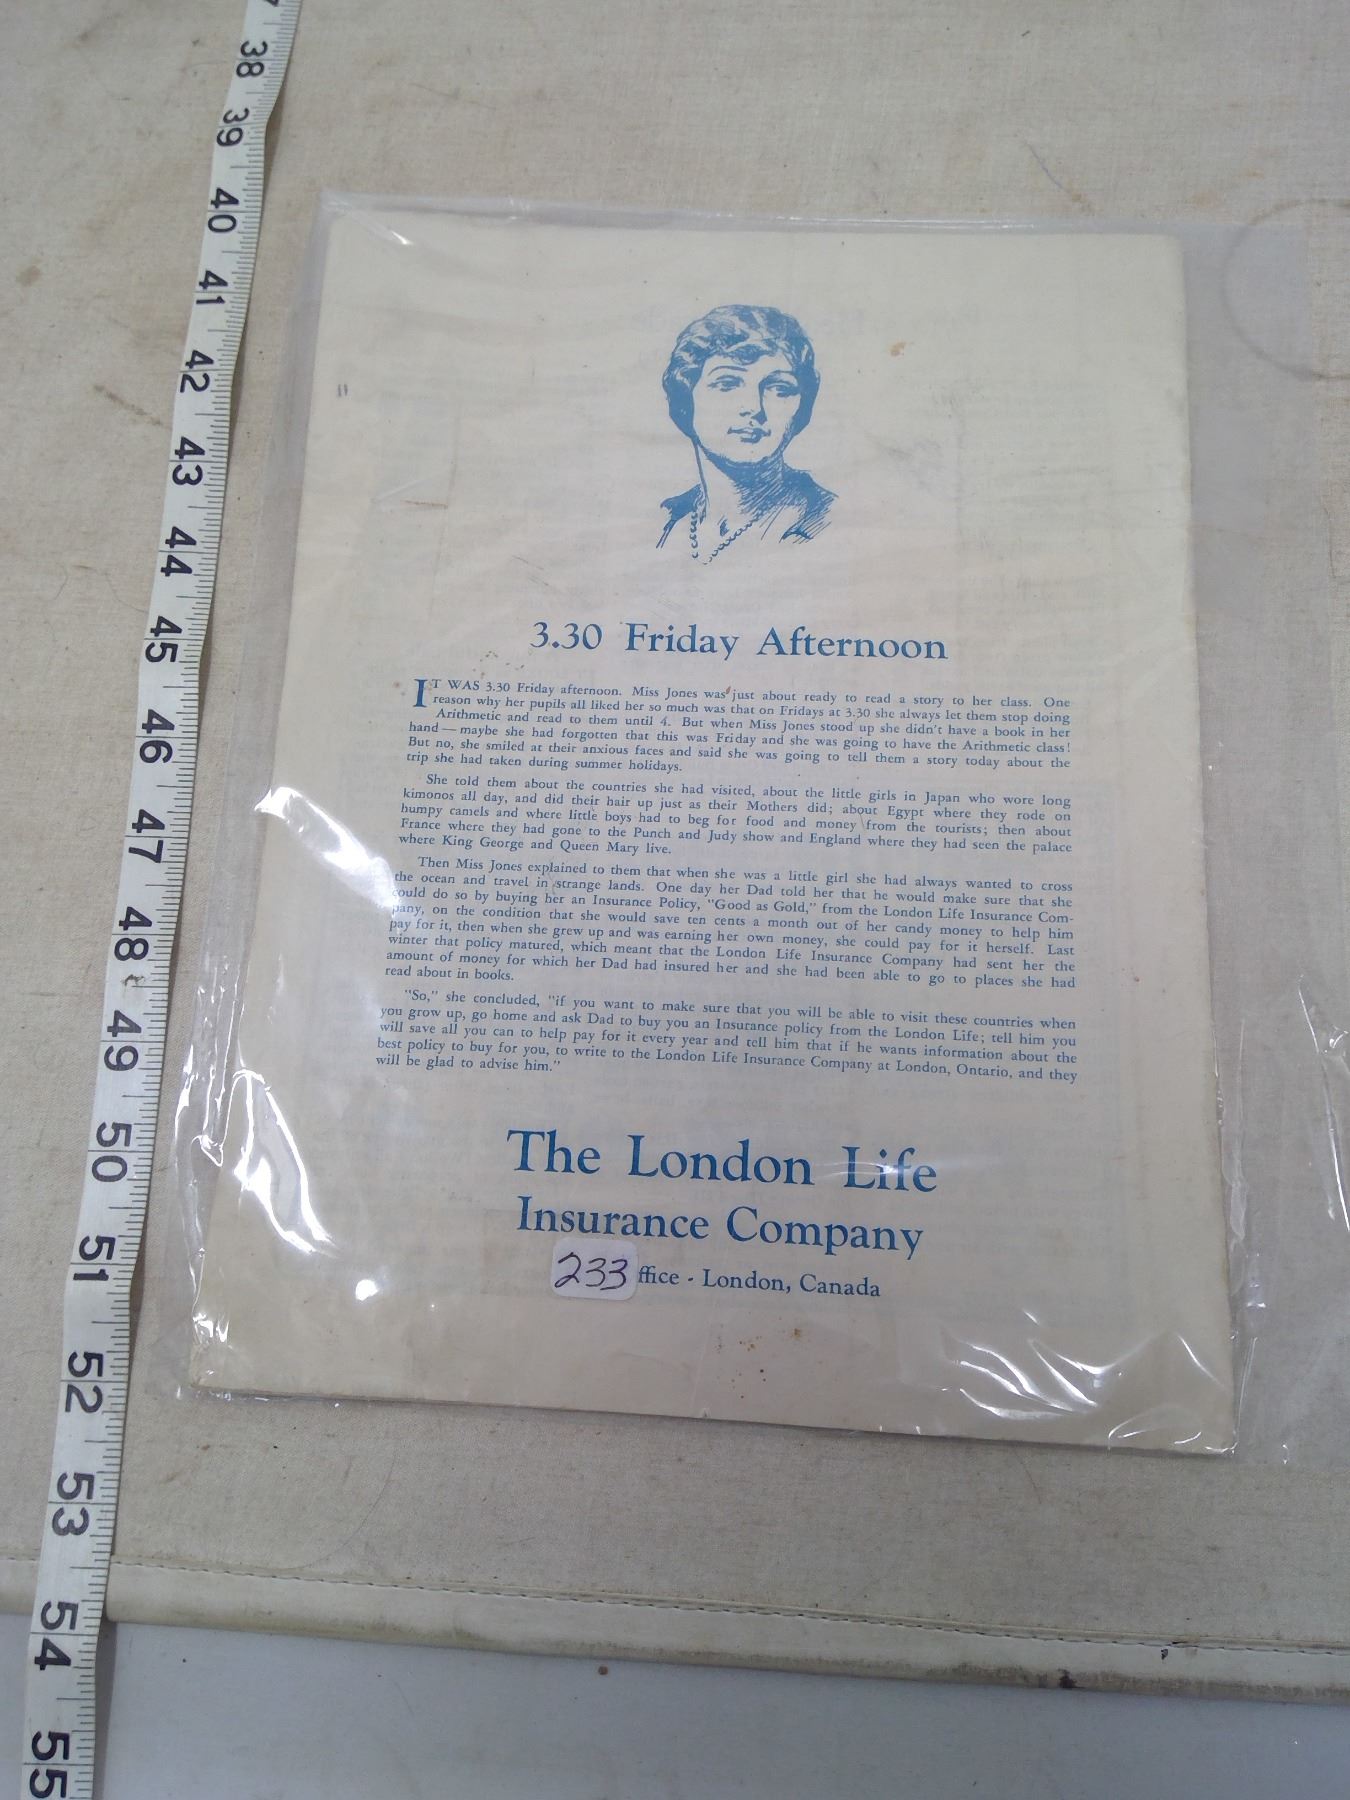 38
39
40
41
42
43
44
45
46
47
48
49
50
51
52
53
54
55
3.30 Friday Afternoon
IT WAS 3.30 Friday afternoon. Miss Jones was just about ready to read a story to her class. One
reason why her pupils all liked her so much was that on Fridays at 3.30 she always let them stop doing
Arithmetic and read to them until 4. But when Miss Jones stood up she didn't have a book in her
hand — maybe she had forgotten that this was Friday and she was going to have the Arithmetic class!
But no, she smiled at their anxious faces and said she was going to tell them a story today about the
trip she had taken during summer holidays.
She told them about the countries she had visited, about the little girls in Japan who wore long
kimonos all day, and did their hair up just as their Mothers did; about Egypt where they rode on
humpy camels and where little boys had to beg for food and money from the tourists; then about
France where they had gone to the Punch and Judy show and England where they had seen the palace
where King George and Queen Mary live.
Then Miss Jones explained to them that when she was a little girl she had always wanted to cross
the ocean and travel in strange lands. One day her Dad told her that he would make sure that she
could do so by buying her an Insurance Policy, "Good as Gold," from the London Life Insurance Com-
pany, on the condition that she would save ten cents a month out of her candy money to help him
pay for it, then when she grew up and was earning her own money, she could pay for it herself. Last
winter that policy matured, which meant that the London Life Insurance Company had sent her the
amount of money for which her Dad had insured her and she had been able to go to places she had
read about in books.
"So," she concluded, "if you want to make sure that you will be able to visit these countries when
you grow up, go home and ask Dad to buy you an Insurance policy from the London Life; tell him you
will save all you can to help pay for it every year and tell him that if he wants information about the
best policy to buy for you, to write to the London Life Insurance Company at London, Ontario, and they
will be glad to advise him."
The London Life
Insurance Company
233 ffice - London, Canada